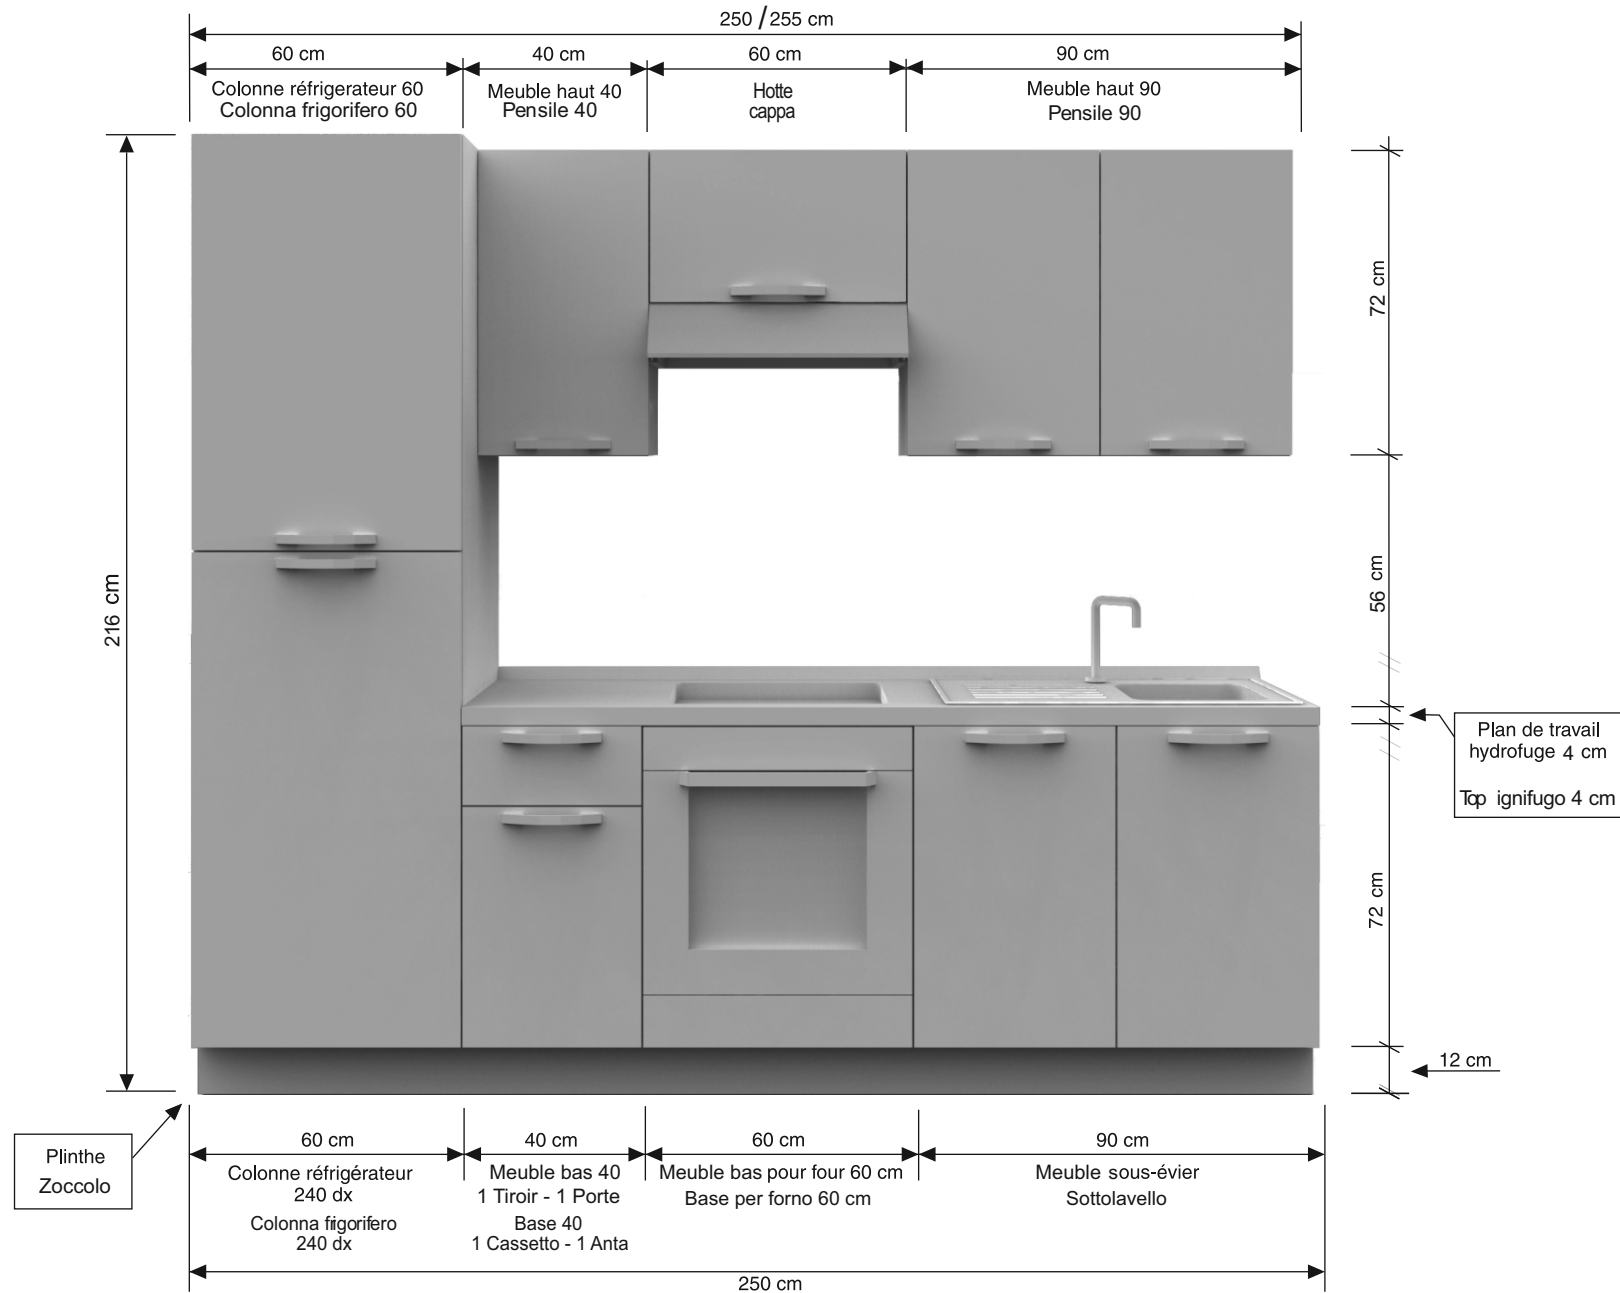 250 / 255 cm
60 cm
40 cm
60 cm
90 cm
Colonne réfrigerateur 60
Colonna frigorifero 60
Meuble haut 40
Pensile 40
Hotte
cappa
Meuble haut 90
Pensile 90
216 cm
72 cm
56 cm
Plan de travail
hydrofuge 4 cm
Top ignifugo 4 cm
72 cm
12 cm
Plinthe
Zoccolo
60 cm
40 cm
60 cm
90 cm
Colonne réfrigérateur
240 dx
Colonna frigorifero
240 dx
Meuble bas 40
1 Tiroir - 1 Porte
Base 40
1 Cassetto - 1 Anta
Meuble bas pour four 60 cm
Base per forno 60 cm
Meuble sous-évier
Sottolavello
250 cm